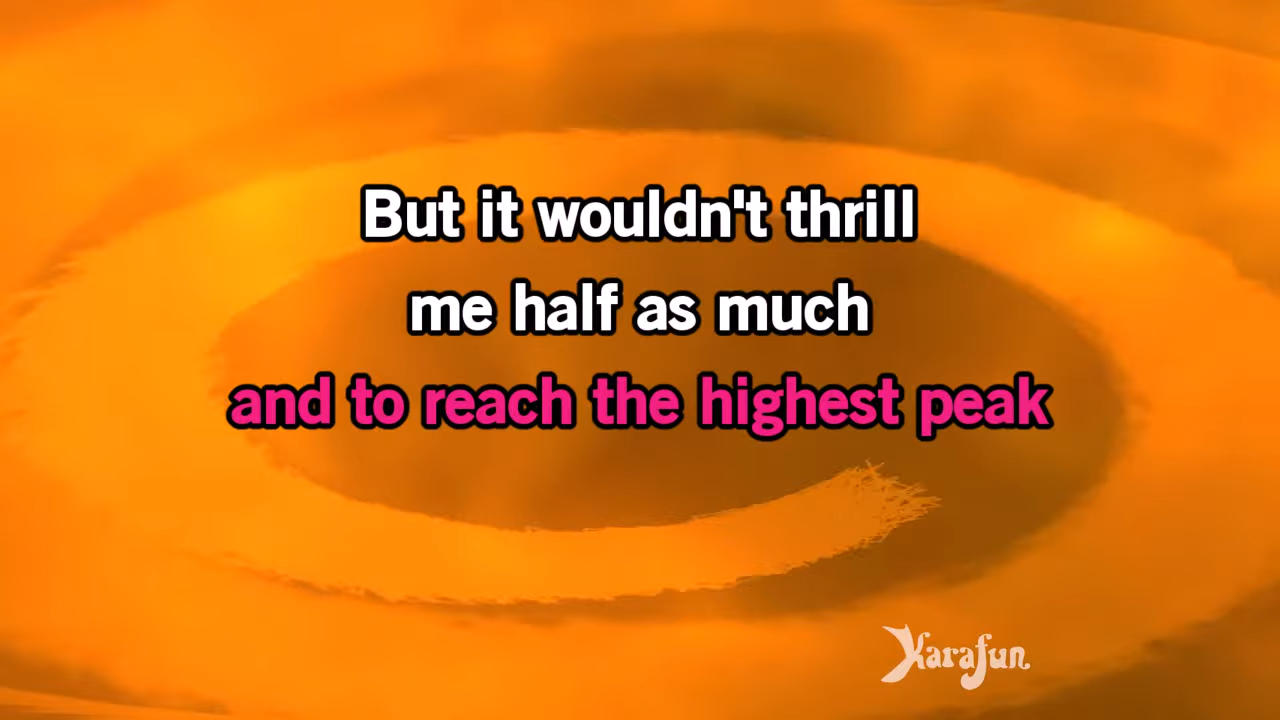 But it wouldn't thrill
me half as much
and to reach the highest peak
Karafun